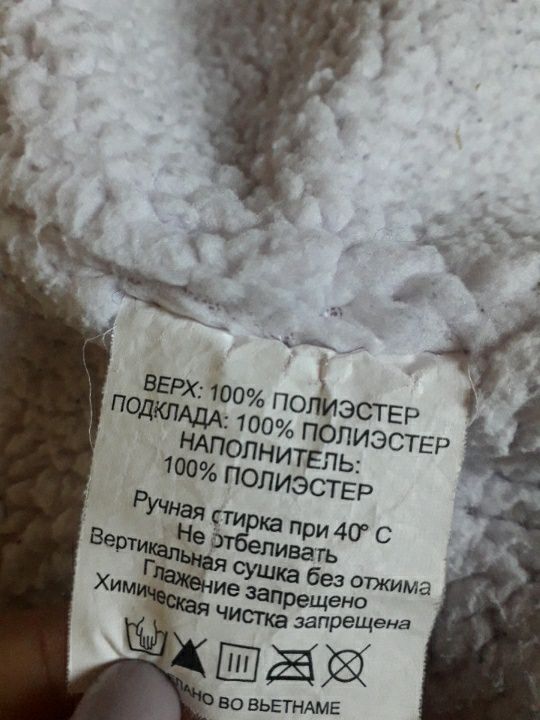 ВЕРХ: 100% ПОЛИЭСТЕР
ПОДКЛАДА: 100% ПОЛИЭСТЕР
НАПОЛНИТЕЛЬ:
100% ПОЛИЭСТЕР
Ручная стирка при 40° С
Не отбеливать
Вертикальная сушка без отжима
Глажение запрещено
Химическая чистка запрещена
ВО ВЬЕТНАМЕ